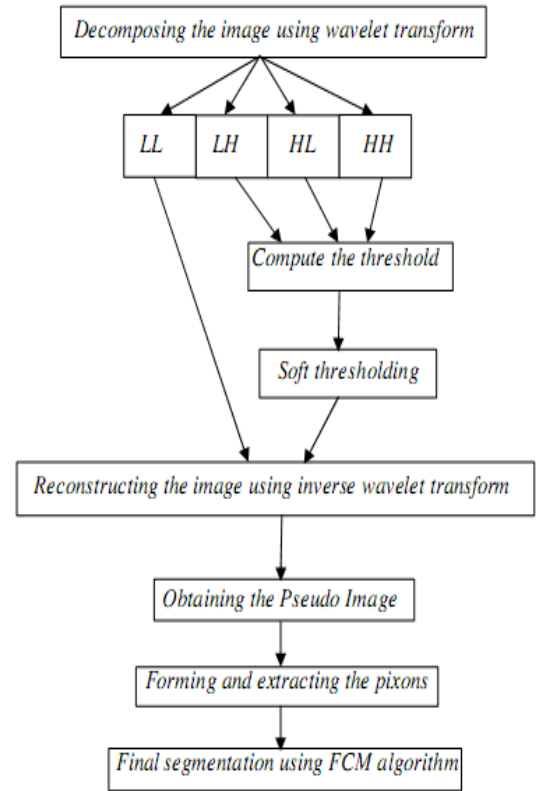 Decomposing the image using wavelet transform
LL LH HL HH
Compute the threshold
Soft thresholding
Reconstructing the image using inverse wavelet transform
Obtaining the Pseudo Image
Forming and extracting the pixons
Final segmentation using FCM algorithm